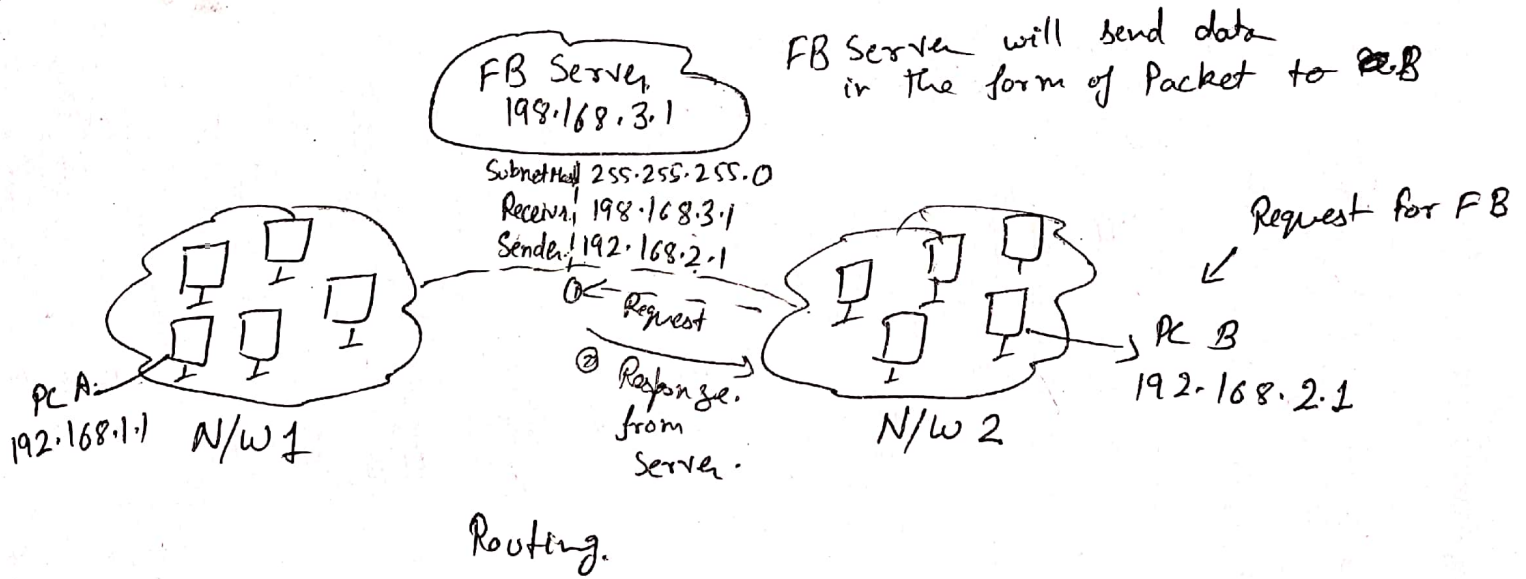 FB Server
198.168.3.1
FB Server will send data
in the form of Packet to B
Subnet Mask 255.255.255.0
Receiver: 198.168.3.1
Sender: 192.168.2.1
① ← Request
② Response
from
Server.
Request for FB
PC A:
192.168.1.1
N/W 1
N/W 2
PC B
192.168.2.1
Routing.